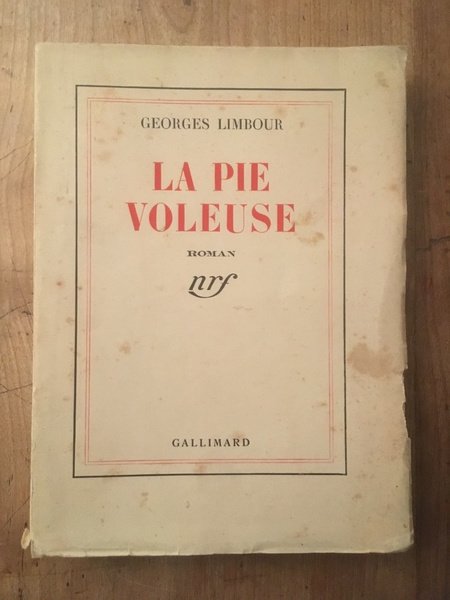 GEORGES LIMBOUR
LA PIE
VOLEUSE
ROMAN
nrf
GALLIMARD